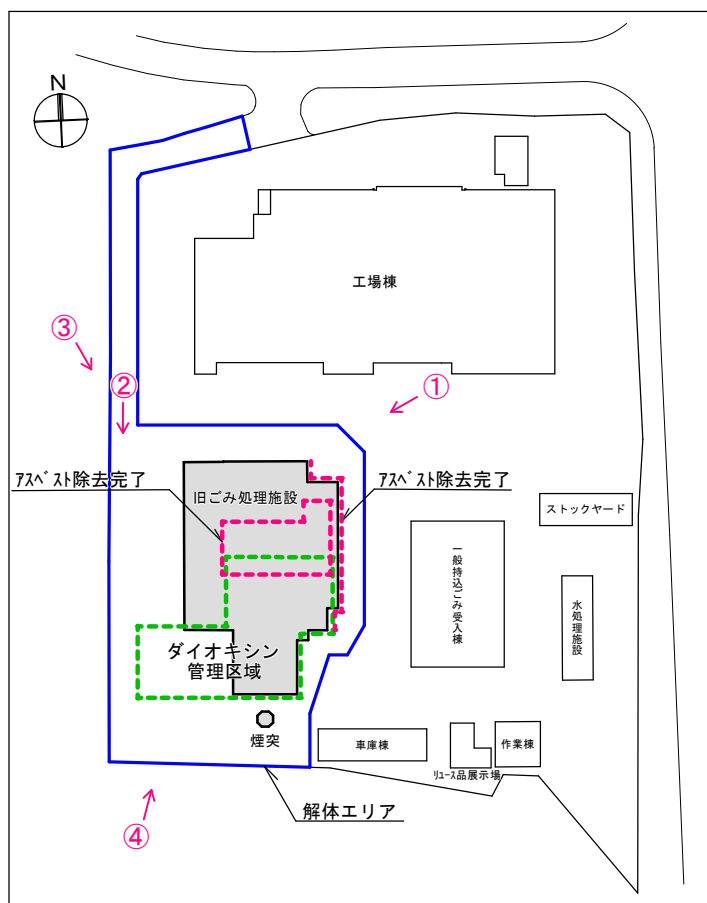 N
工場棟
③
②
①
アスベスト除去完了
旧ごみ処理施設
アスベスト除去完了
ストックヤード
一般持込ごみ受入棟
水処理施設
ダイオキシン
管理区域
煙突
車庫棟
作業棟
リユース品展示場
解体エリア
④